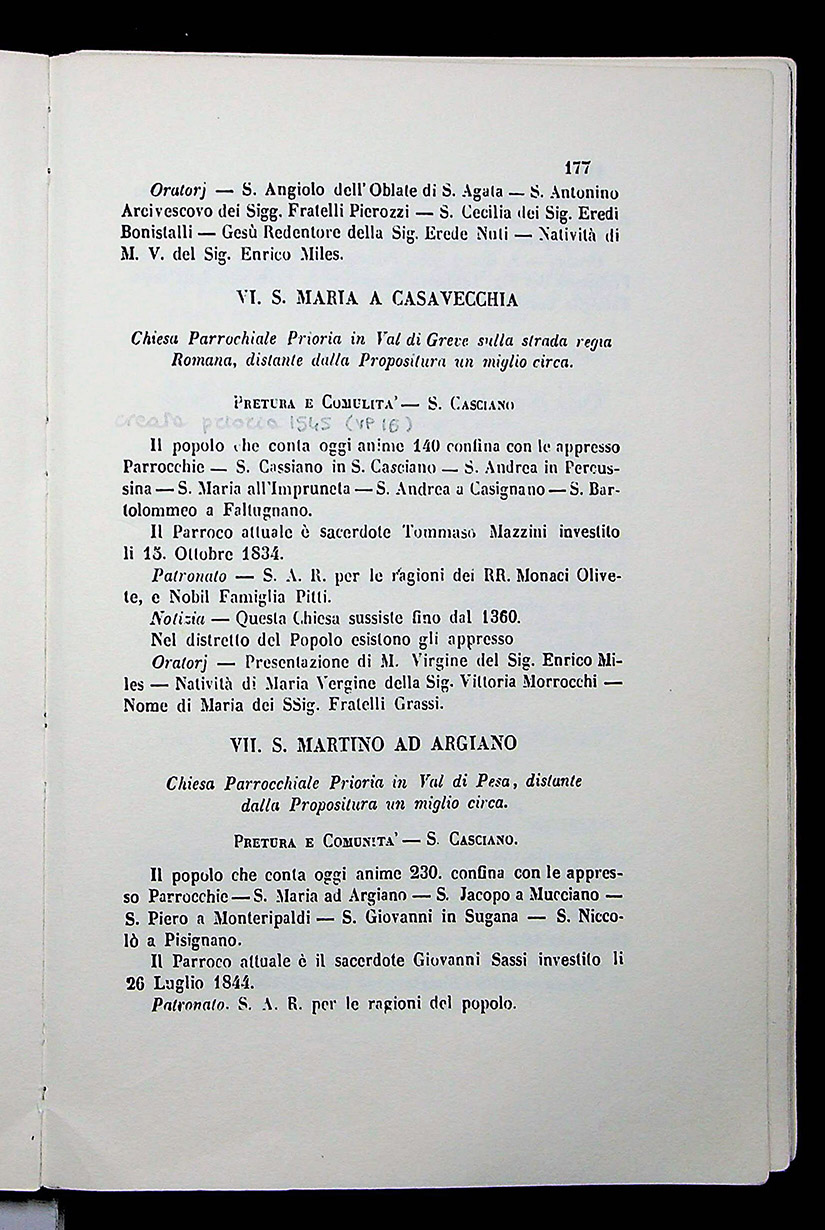 177
Oratorj — S. Angiolo dell' Oblate di S. Agata — S. Antonino
Arcivescovo dei Sigg. Fratelli Pierozzi — S. Cecilia dei Sig. Eredi
Bonistalli — Gesù Redentore della Sig. Erede Nuti — Natività di
M. V. del Sig. Enrico Miles.
VI. S. MARIA A CASAVECCHIA
Chiesa Parrochiale Prioria in Val di Greve sulla strada regia
Romana, distante dalla Propositura un miglio circa.
PRETURA E COMULITA' — S. CASCIANO
creata prioria 1545 (VP 16)
Il popolo che conta oggi anime 140 confina con le appresso
Parrocchie — S. Cassiano in S. Casciano — S. Andrea in Percus-
sina — S. Maria all'Impruneta — S. Andrea a Casignano — S. Bar-
tolommeo a Faltugnano.
Il Parroco attuale è sacerdote Tommaso Mazzini investito
li 15. Ottobre 1834.
Patronato — S. A. R. per le ragioni dei RR. Monaci Olive-
te, e Nobil Famiglia Pitti.
Notizia — Questa Chiesa sussiste fino dal 1360.
Nel distretto del Popolo esistono gli appresso
Oratorj — Presentazione di M. Virgine del Sig. Enrico Mi-
les — Natività di Maria Vergine della Sig. Vittoria Morrocchi —
Nome di Maria dei SSig. Fratelli Grassi.
VII. S. MARTINO AD ARGIANO
Chiesa Parrocchiale Prioria in Val di Pesa, distante
dalla Propositura un miglio circa.
PRETURA E COMUNITA' — S. CASCIANO.
Il popolo che conta oggi anime 230. confina con le appres-
so Parrocchie — S. Maria ad Argiano — S. Jacopo a Mucciano —
S. Piero a Monteripaldi — S. Giovanni in Sugana — S. Nicco-
lò a Pisignano.
Il Parroco attuale è il sacerdote Giovanni Sassi investito li
26 Luglio 1844.
Patronato. S. A. R. per le ragioni del popolo.